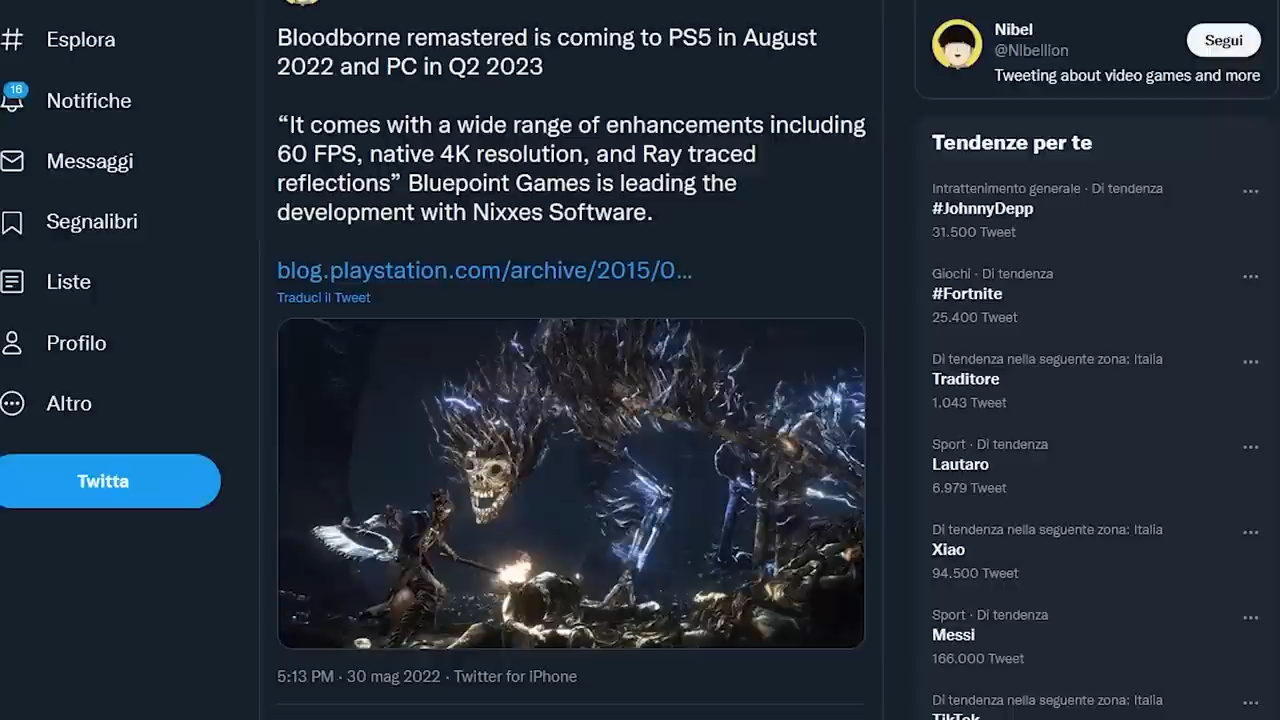 Esplora
16
Notifiche
Messaggi
Segnalibri
Liste
Profilo
Altro
Twitta
Bloodborne remastered is coming to PS5 in August
2022 and PC in Q2 2023
“It comes with a wide range of enhancements including
60 FPS, native 4K resolution, and Ray traced
reflections” Bluepoint Games is leading the
development with Nixxes Software.
blog.playstation.com/archive/2015/0...
Traduci il Tweet
5:13 PM · 30 mag 2022 · Twitter for iPhone
Nibel
@NIbellion
Segui
Tweeting about video games and more
Tendenze per te
Intrattenimento generale · Di tendenza
#JohnnyDepp
31.500 Tweet
Giochi · Di tendenza
#Fortnite
25.400 Tweet
Di tendenza nella seguente zona: Italia
Traditore
1.043 Tweet
Sport · Di tendenza
Lautaro
6.979 Tweet
Di tendenza nella seguente zona: Italia
Xiao
94.500 Tweet
Sport · Di tendenza
Messi
166.000 Tweet
Di tendenza nella seguente zona: Italia
TikTok